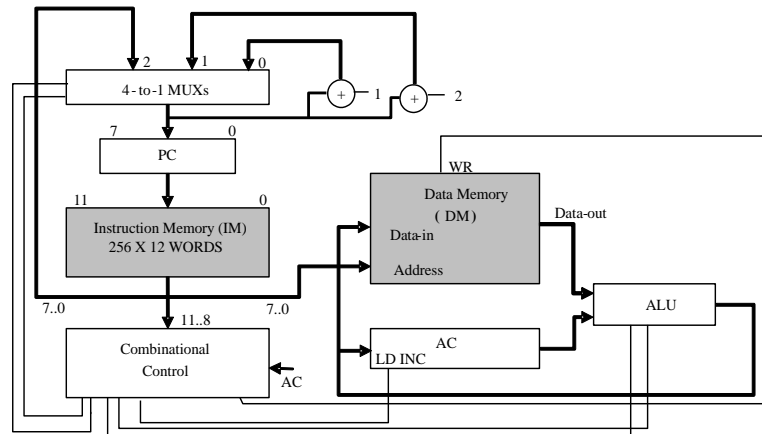 2 1 0
4-to-1 MUXs
+ 1 + 2
7 0
PC
WR
11 0
Instruction Memory (IM)
256 X 12 WORDS
Data Memory
( DM)
Data-in
Address
Data-out
7..0 7..0
11..8
Combinational
Control
AC
AC
LD INC
ALU